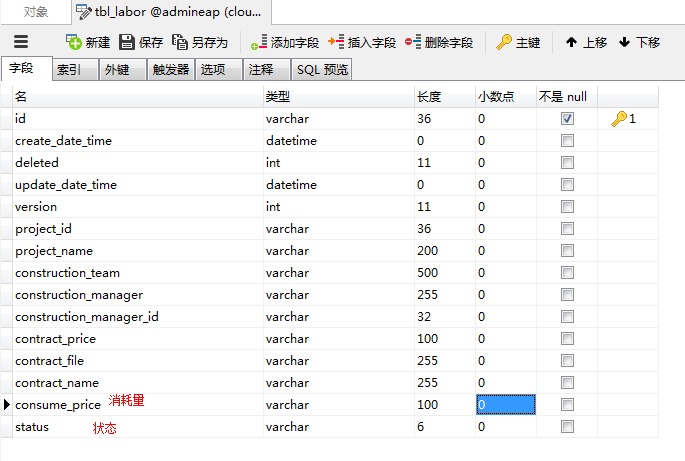 对象 tbl_labor @admineap (clou...
新建 保存 另存为 添加字段 插入字段 删除字段 主键 上移 下移
字段 索引 外键 触发器 选项 注释 SQL 预览
名 类型 长度 小数点 不是 null
id varchar 36 0 1
create_date_time datetime 0 0
deleted int 11 0
update_date_time datetime 0 0
version int 11 0
project_id varchar 36 0
project_name varchar 200 0
construction_team varchar 500 0
construction_manager varchar 255 0
construction_manager_id varchar 32 0
contract_price varchar 100 0
contract_file varchar 255 0
contract_name varchar 255 0
consume_price 消耗量 varchar 100 0
status 状态 varchar 6 0